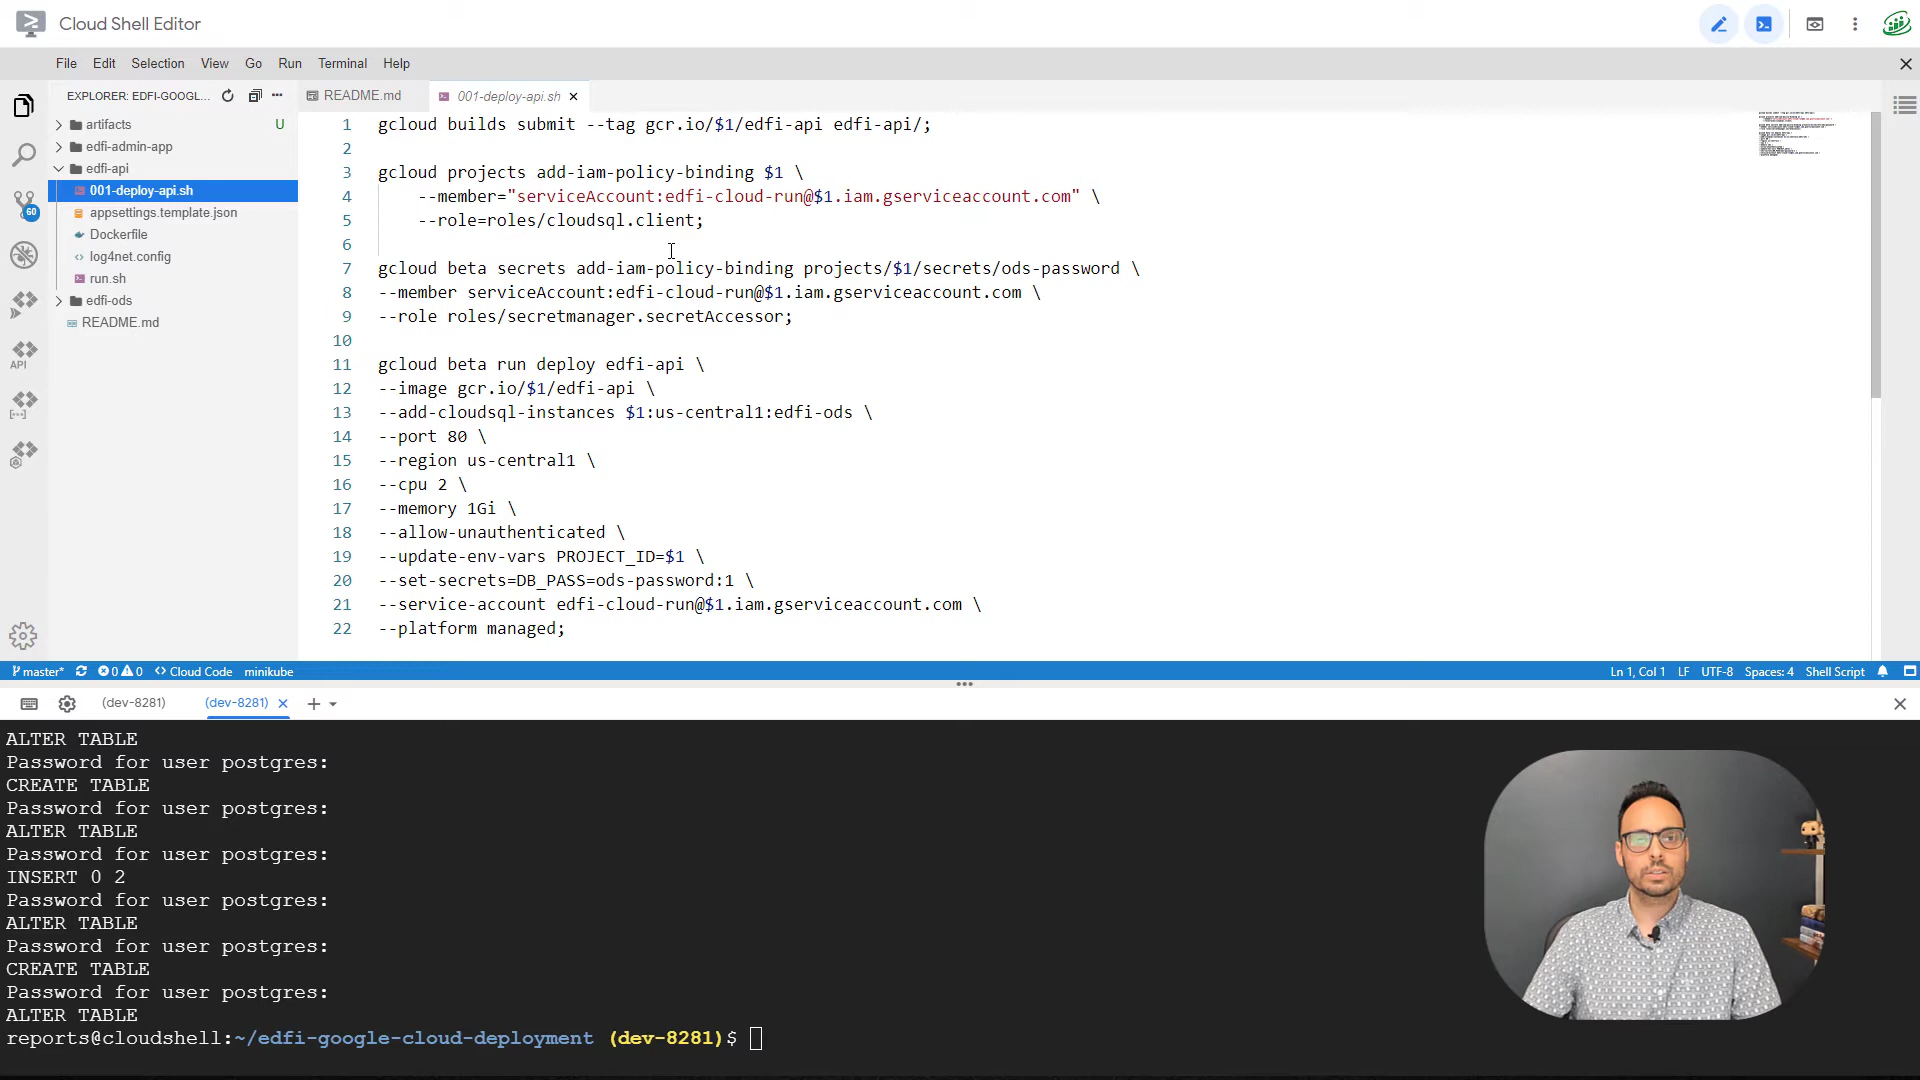 Cloud Shell Editor
File Edit Selection View Go Run Terminal Help
EXPLORER: EDFI-GOOGL...
artifacts U
edfi-admin-app
edfi-api
001-deploy-api.sh
appsettings.template.json
Dockerfile
log4net.config
run.sh
edfi-ods
README.md
60
API
README.md 001-deploy-api.sh
1 gcloud builds submit --tag gcr.io/$1/edfi-api edfi-api/;
2
3 gcloud projects add-iam-policy-binding $1 \
4 --member="serviceAccount:edfi-cloud-run@$1.iam.gserviceaccount.com" \
5 --role=roles/cloudsql.client;
6
7 gcloud beta secrets add-iam-policy-binding projects/$1/secrets/ods-password \
8 --member serviceAccount:edfi-cloud-run@$1.iam.gserviceaccount.com \
9 --role roles/secretmanager.secretAccessor;
10
11 gcloud beta run deploy edfi-api \
12 --image gcr.io/$1/edfi-api \
13 --add-cloudsql-instances $1:us-central1:edfi-ods \
14 --port 80 \
15 --region us-central1 \
16 --cpu 2 \
17 --memory 1Gi \
18 --allow-unauthenticated \
19 --update-env-vars PROJECT_ID=$1 \
20 --set-secrets=DB_PASS=ods-password:1 \
21 --service-account edfi-cloud-run@$1.iam.gserviceaccount.com \
22 --platform managed;
master* 0 0 Cloud Code minikube Ln 1, Col 1 LF UTF-8 Spaces: 4 Shell Script
(dev-8281) (dev-8281)
ALTER TABLE
Password for user postgres:
CREATE TABLE
Password for user postgres:
ALTER TABLE
Password for user postgres:
INSERT 0 2
Password for user postgres:
ALTER TABLE
Password for user postgres:
CREATE TABLE
Password for user postgres:
ALTER TABLE
reports@cloudshell:~/edfi-google-cloud-deployment (dev-8281)$